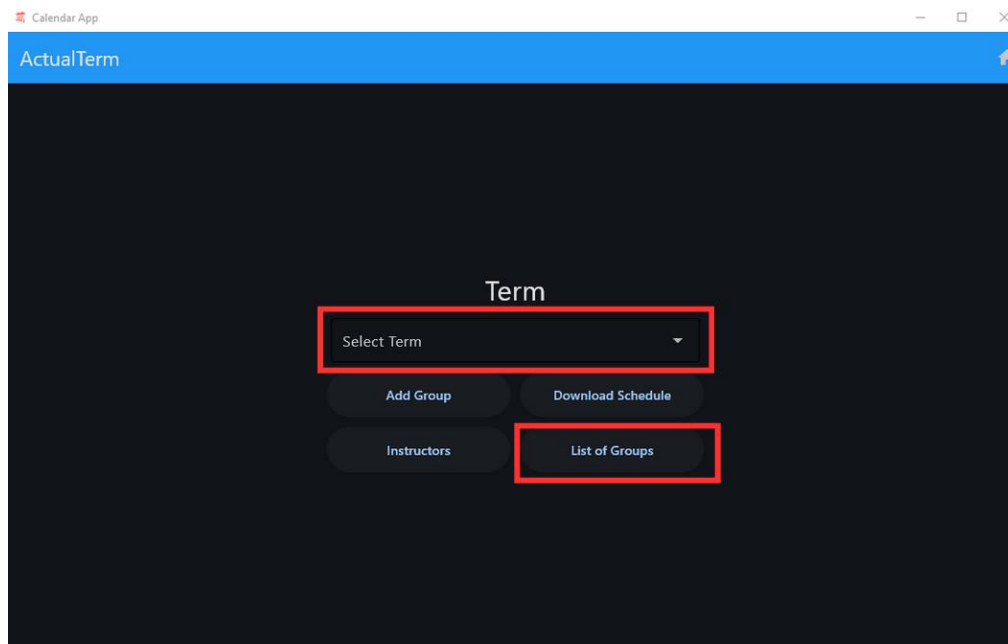 Calendar App
ActualTerm
Term
Select Term
Add Group
Download Schedule
Instructors
List of Groups